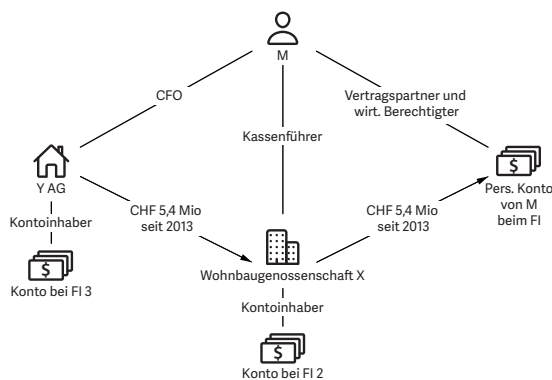 M
CFO
Vertragspartner und
wirt. Berechtigter
Kassenführer
$
Y AG
Pers. Konto
von M
beim FI
Kontoinhaber
CHF 5,4 Mio
seit 2013
CHF 5,4 Mio
seit 2013
$
Konto bei FI 3
Wohnbaugenossenschaft X
Kontoinhaber
$
Konto bei FI 2